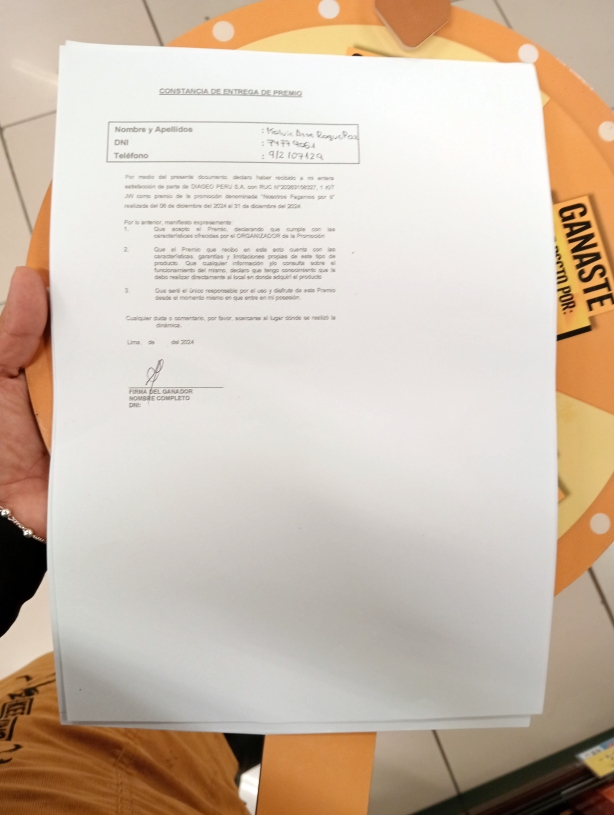 CONSTANCIA DE ENTREGA DE PREMIO
Nombre y Apellidos : Roque Paz
DNI :
Teléfono : 912107129
Por medio del presente documento, declaro haber recibido a mi entera
satisfacción de parte de DIAGEO PERU S.A. con RUC 1 KIT
JW como premio de la promoción denominada "Nosotros Pagamos por ti"
realizada del 06 de diciembre del 2024 al 31 de diciembre del 2024.
Por lo anterior, manifiesto expresamente:
1. Que acepto el Premio, declarando que cumple con las
características ofrecidas por el ORGANIZADOR de la Promoción
2. Que el Premio que recibo en este acto cuenta con las
características, garantías y limitaciones propias de este tipo de
producto. Que cualquier información y/o consulta sobre el
funcionamiento del mismo, declaro que tengo conocimiento que la
debo realizar directamente al local en donde adquirí el producto.
3. Que seré el único responsable por el uso y disfrute de este Premio
desde el momento mismo en que entre en mi posesión.
Cualquier duda o comentario, por favor, acercarse al lugar donde se realizó la
dinámica.
Lima, de del 2024
FIRMA DEL GANADOR
NOMBRE COMPLETO
DNI:
GANASTE
POR: